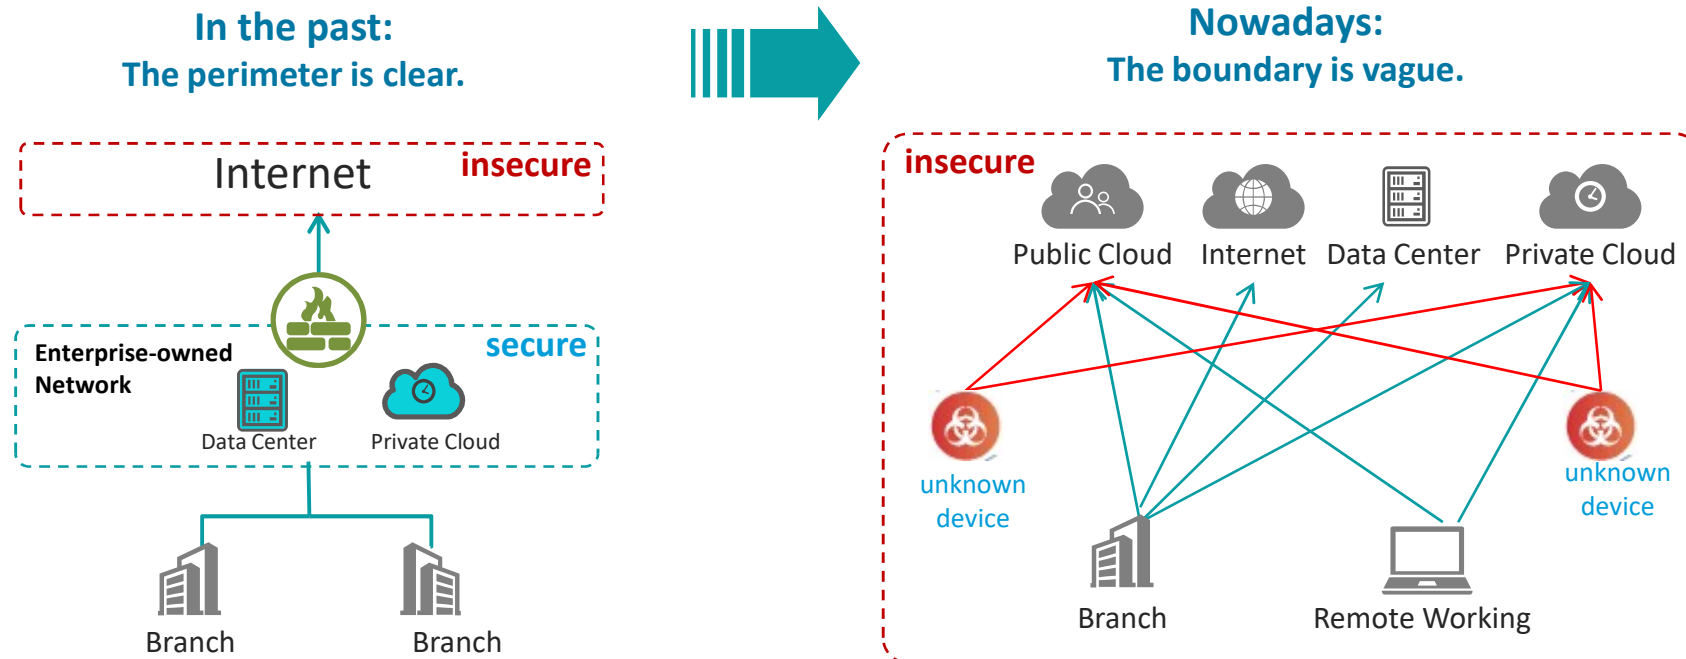 In the past:
The perimeter is clear.
Internet
insecure
Enterprise-owned
Network
secure
Data Center
Private Cloud
Branch
Branch
Nowadays:
The boundary is vague.
insecure
Public Cloud
Internet
Data Center
Private Cloud
unknown
device
unknown
device
Branch
Remote Working